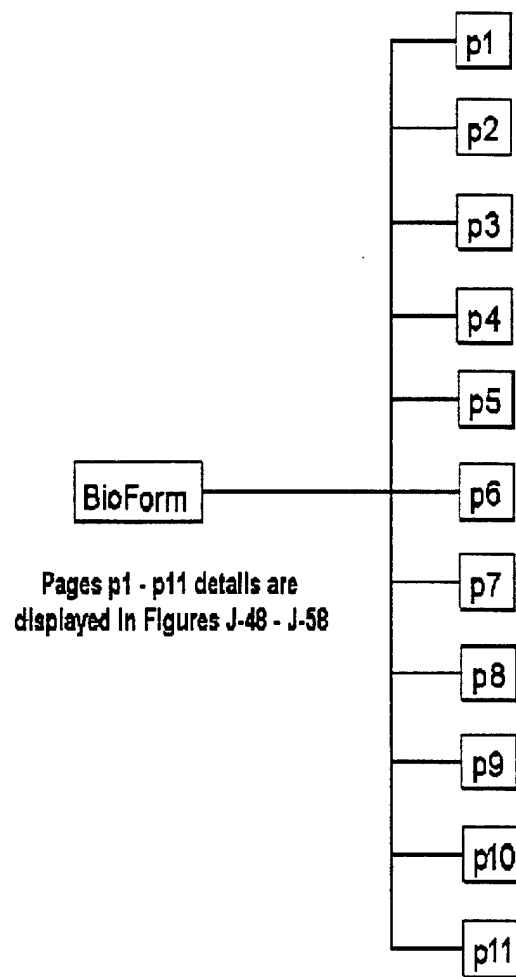 p1
p2
p3
p4
p5
BioForm
p6
Pages p1 - p11 details are
displayed in Figures J-48 - J-58
p7
p8
p9
p10
p11